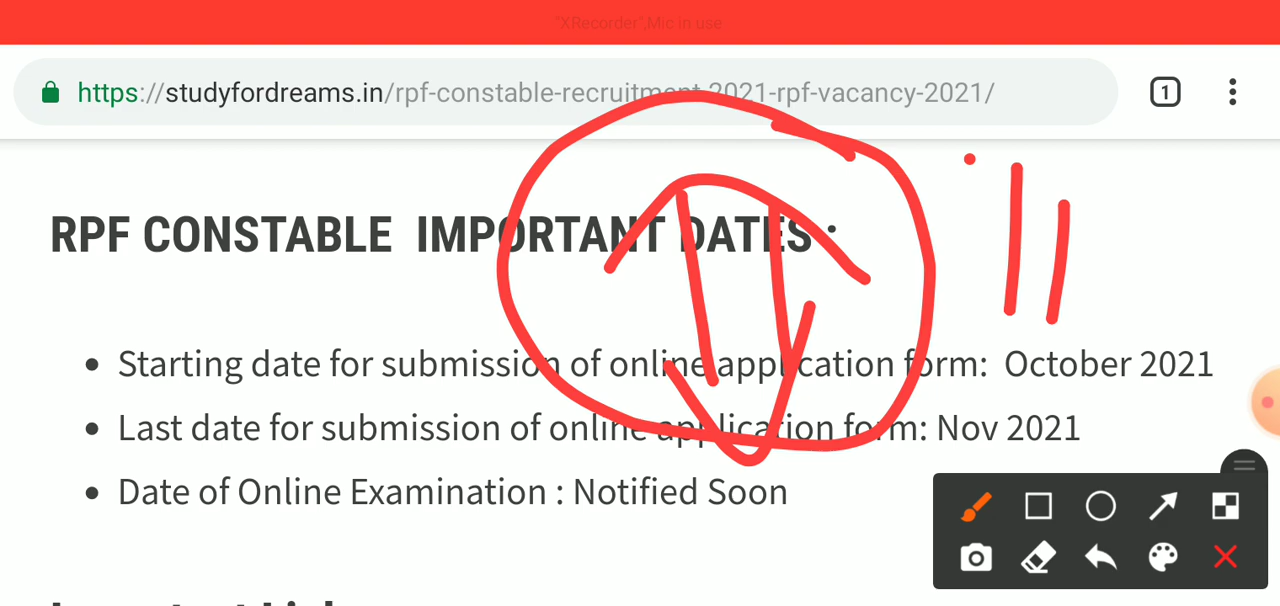 "XRecorder",Mic in use
https://studyfordreams.in/rpf-constable-recruitment-2021-rpf-vacancy-2021/
1
RPF CONSTABLE IMPORTANT DATES :
• Starting date for submission of online application form: October 2021
• Last date for submission of online application form: Nov 2021
• Date of Online Examination : Notified Soon